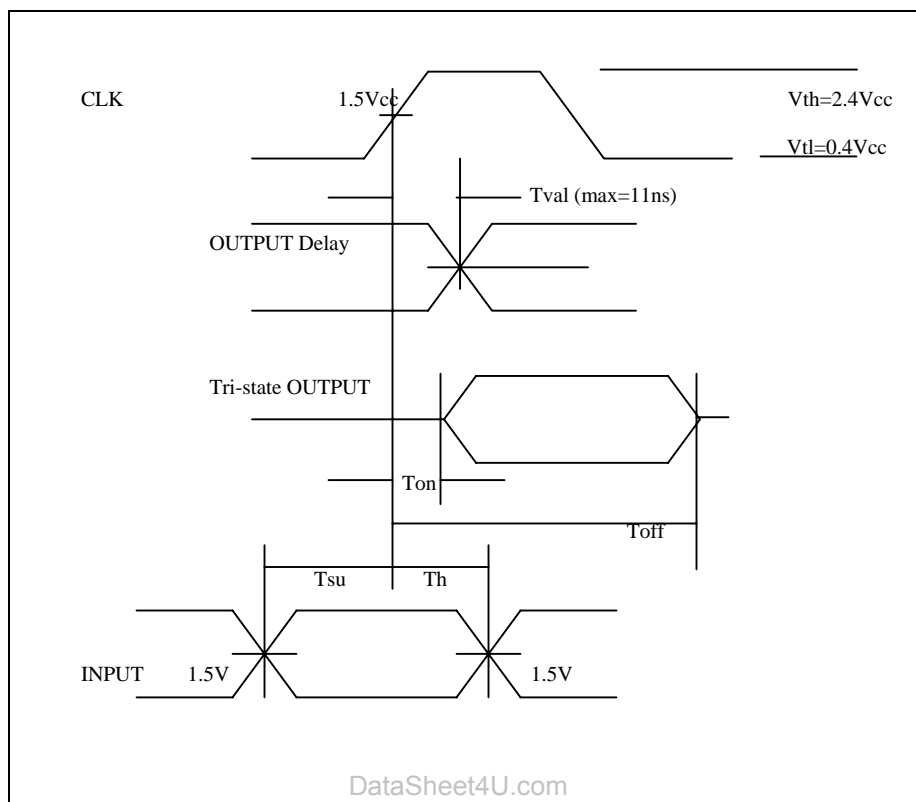 CLK 1.5Vcc Vth=2.4Vcc
Vtl=0.4Vcc
Tval (max=11ns)
OUTPUT Delay
Tri-state OUTPUT
Ton
Toff
Tsu Th
INPUT 1.5V 1.5V
DataSheet4U.com